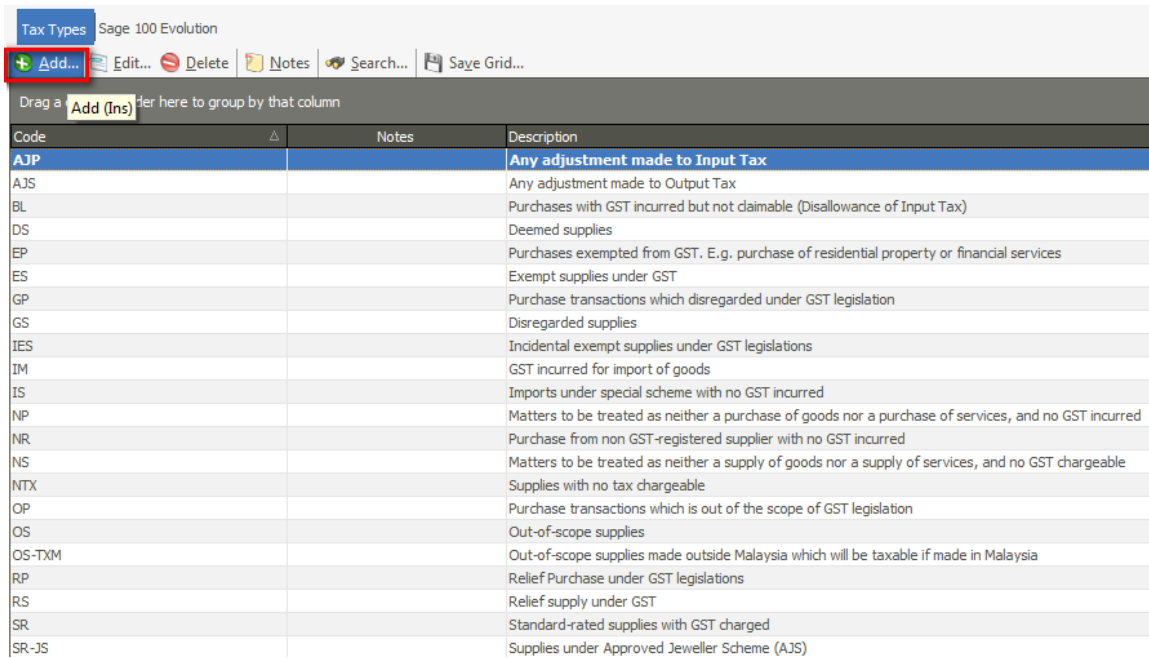 Tax Types Sage 100 Evolution
Add... Edit... Delete Notes Search... Save Grid...
Drag a der here to group by that column
Add (Ins)
Code Notes Description
AJP Any adjustment made to Input Tax
AJS Any adjustment made to Output Tax
BL Purchases with GST incurred but not claimable (Disallowance of Input Tax)
DS Deemed supplies
EP Purchases exempted from GST. E.g. purchase of residential property or financial services
ES Exempt supplies under GST
GP Purchase transactions which disregarded under GST legislation
GS Disregarded supplies
IES Incidental exempt supplies under GST legislations
IM GST incurred for import of goods
IS Imports under special scheme with no GST incurred
NP Matters to be treated as neither a purchase of goods nor a purchase of services, and no GST incurred
NR Purchase from non GST-registered supplier with no GST incurred
NS Matters to be treated as neither a supply of goods nor a supply of services, and no GST chargeable
NTX Supplies with no tax chargeable
OP Purchase transactions which is out of the scope of GST legislation
OS Out-of-scope supplies
OS-TXM Out-of-scope supplies made outside Malaysia which will be taxable if made in Malaysia
RP Relief Purchase under GST legislations
RS Relief supply under GST
SR Standard-rated supplies with GST charged
SR-JS Supplies under Approved Jeweller Scheme (AJS)